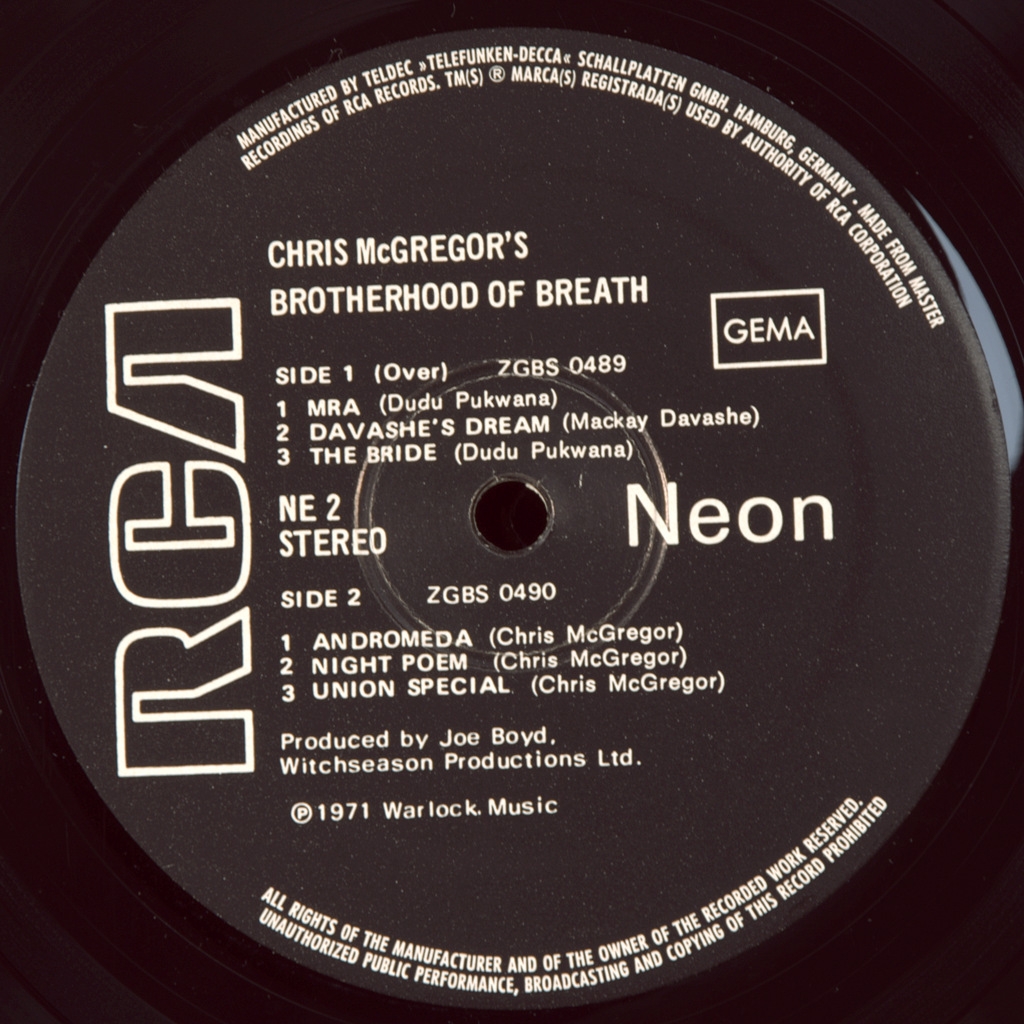 MANUFACTURED BY TELDEC »TELEFUNKEN-DECCA« SCHALLPLATTEN GMBH. HAMBURG, GERMANY · MADE FROM MASTER
RECORDINGS OF RCA RECORDS. TM(S) ® MARCA(S) REGISTRADA(S) USED BY AUTHORITY OF RCA CORPORATION
CHRIS McGREGOR'S
BROTHERHOOD OF BREATH
GEMA
RCA
SIDE 1 (Over) ZGBS 0489
1 MRA (Dudu Pukwana)
2 DAVASHE'S DREAM (Mackay Davashe)
3 THE BRIDE (Dudu Pukwana)
NE 2
STEREO
Neon
SIDE 2 ZGBS 0490
1 ANDROMEDA (Chris McGregor)
2 NIGHT POEM (Chris McGregor)
3 UNION SPECIAL (Chris McGregor)
Produced by Joe Boyd.
Witchseason Productions Ltd.
℗1971 Warlock. Music
ALL RIGHTS OF THE MANUFACTURER AND OF THE OWNER OF THE RECORDED WORK RESERVED.
UNAUTHORIZED PUBLIC PERFORMANCE, BROADCASTING AND COPYING OF THIS RECORD PROHIBITED